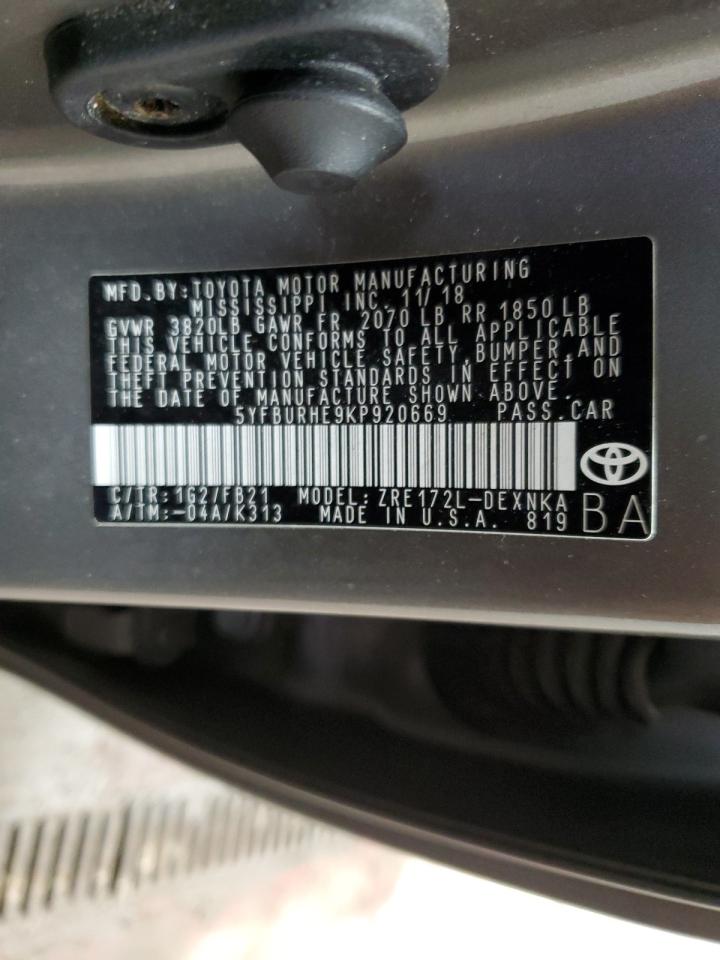 MFD. BY: TOYOTA MOTOR MANUFACTURING
MISSISSIPPI INC. 11/18
GVWR 3820LB GAWR FR 2070 LB RR 1850 LB
THIS VEHICLE CONFORMS TO ALL APPLICABLE
FEDERAL MOTOR VEHICLE SAFETY, BUMPER, AND
THEFT PREVENTION STANDARDS IN EFFECT ON
THE DATE OF MANUFACTURE SHOWN ABOVE.
5YFBURHE9KP920669 PASS. CAR
C/TR: 1G2/FB21 MODEL: ZRE172L-DEXNKA
A/TM: -04A/K313 MADE IN U.S.A. 819 BA